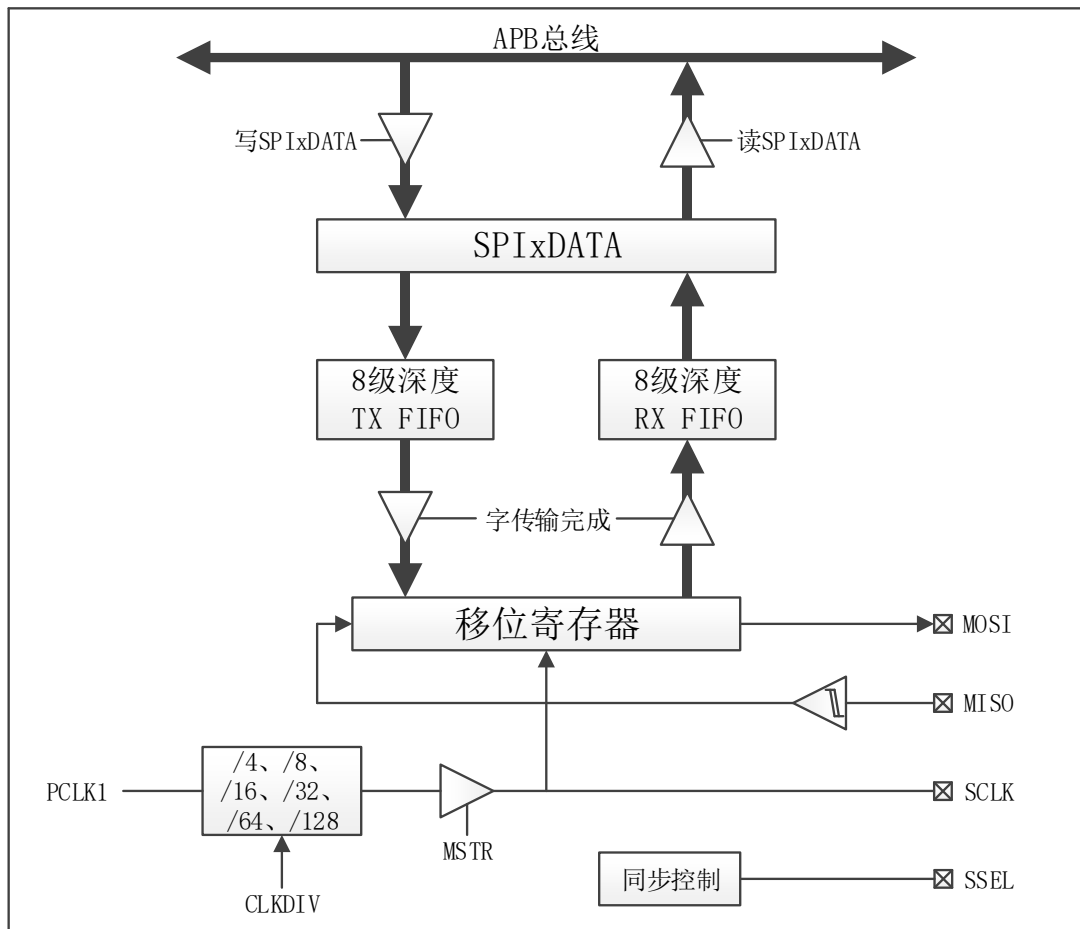 APB总线
写SPIxDATA
读SPIxDATA
SPIxDATA
8级深度
TX FIFO
8级深度
RX FIFO
字传输完成
移位寄存器
MOSI
MISO
/4、/8、
/16、/32、
/64、/128
PCLK1
SCLK
MSTR
CLKDIV
同步控制
SSEL